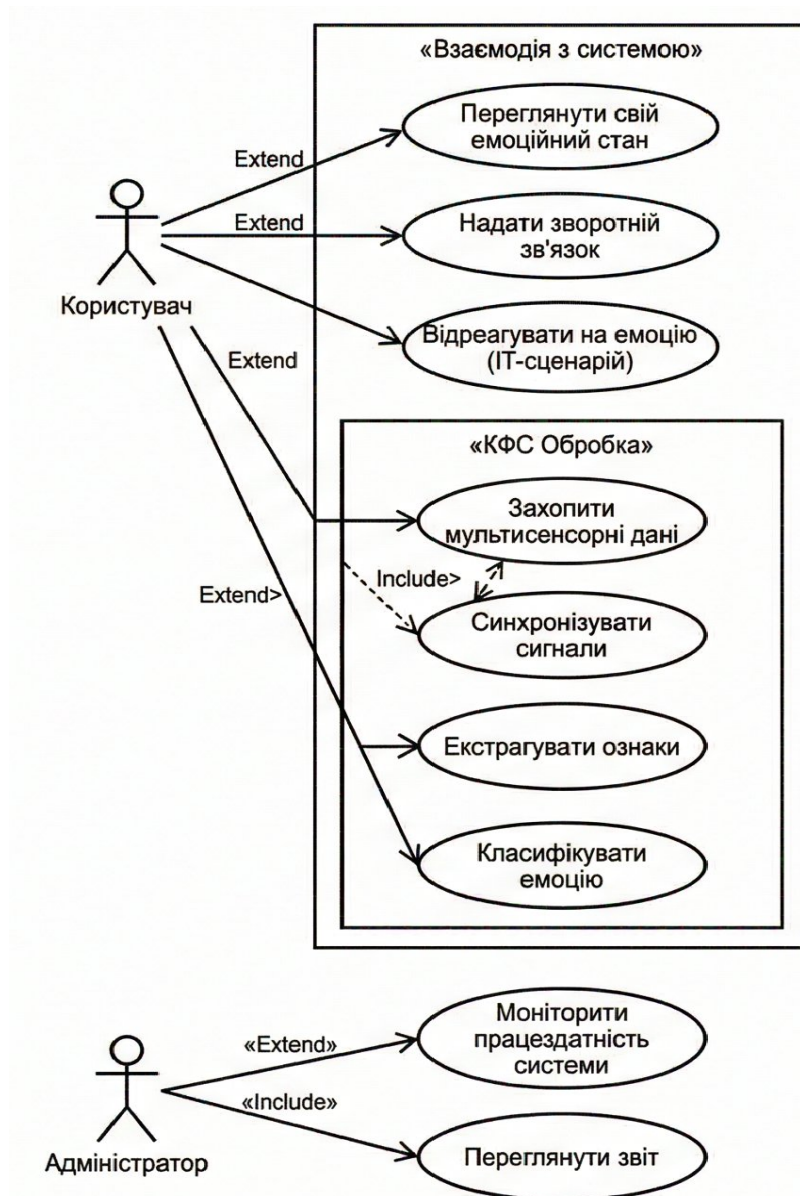 «Взаємодія з системою»
Переглянути свій
емоційний стан
Extend
Extend
Надати зворотній
зв'язок
Користувач
Відреагувати на емоцію
(ІТ-сценарій)
Extend
«КФС Обробка»
Захопити
мультисенсорні дані
Include>
Extend>
Синхронізувати
сигнали
Екстрагувати ознаки
Класифікувати
емоцію
Моніторити
працездатність
системи
«Extend»
«Include»
Адміністратор
Переглянути звіт